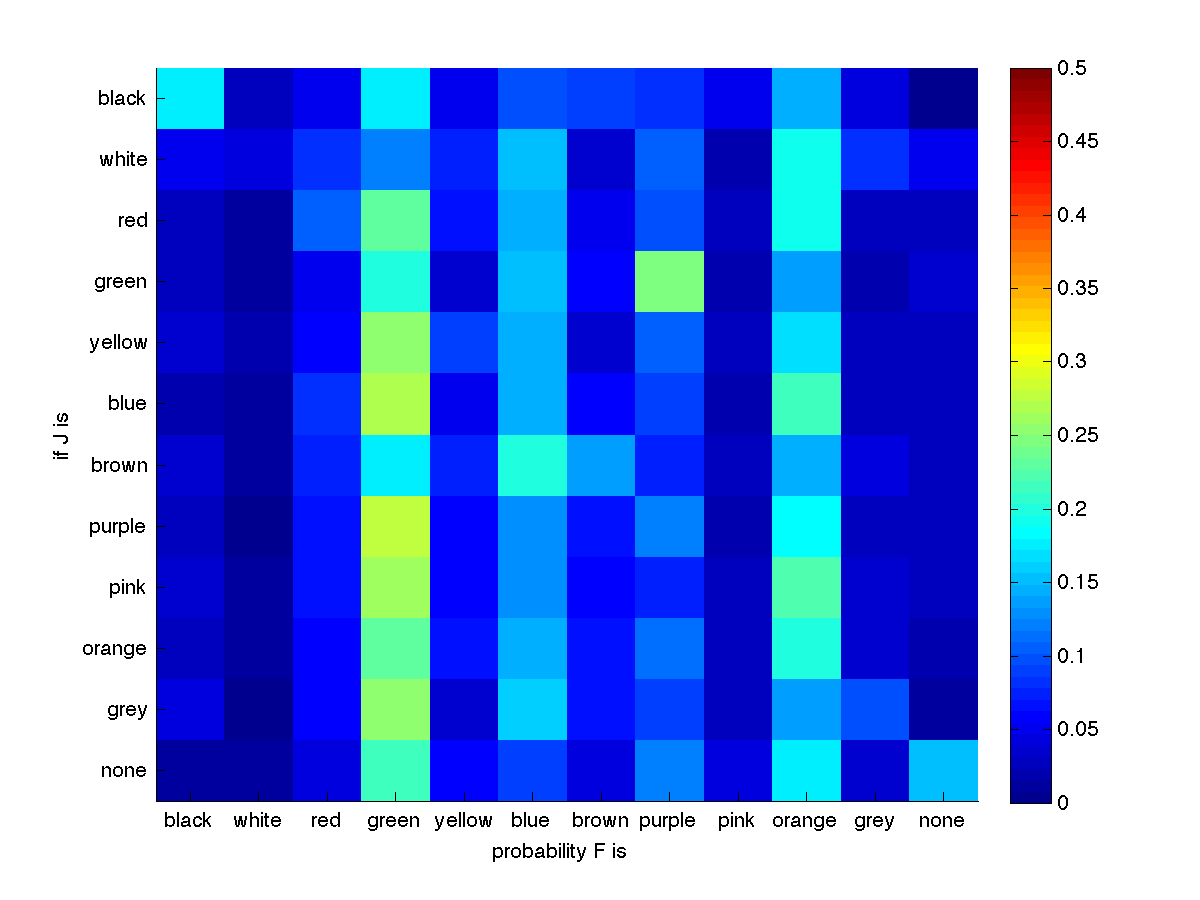 black
white
red
green
yellow
blue
brown
purple
pink
orange
grey
none
if J is
black white red green yellow blue brown purple pink orange grey none
probability F is
0.5
0.45
0.4
0.35
0.3
0.25
0.2
0.15
0.1
0.05
0